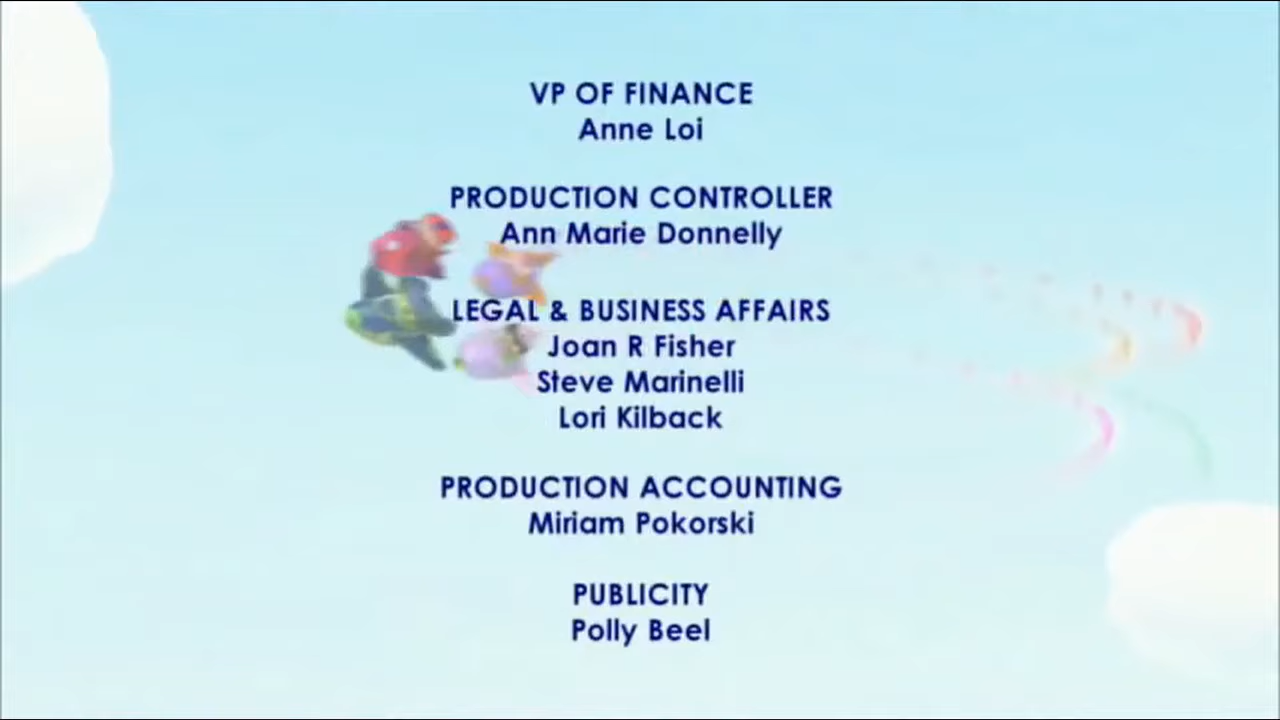 VP OF FINANCE
Anne Loi
PRODUCTION CONTROLLER
Ann Marie Donnelly
LEGAL & BUSINESS AFFAIRS
Joan R Fisher
Steve Marinelli
Lori Kilback
PRODUCTION ACCOUNTING
Miriam Pokorski
PUBLICITY
Polly Beel